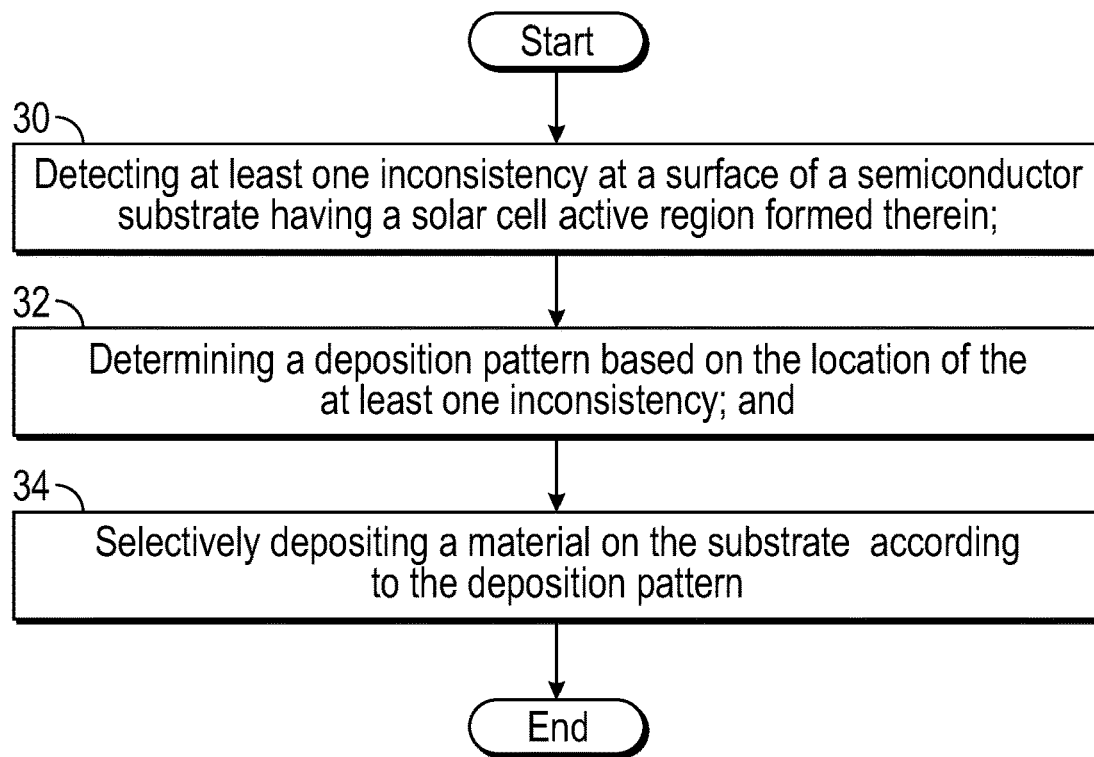 Start
30
Detecting at least one inconsistency at a surface of a semiconductor
substrate having a solar cell active region formed therein;
32
Determining a deposition pattern based on the location of the
at least one inconsistency; and
34
Selectively depositing a material on the substrate according
to the deposition pattern
End